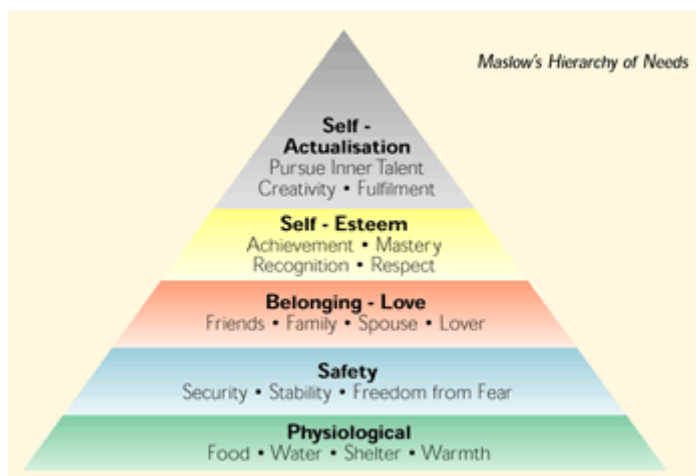 Maslow's Hierarchy of Needs
Self -
Actualisation
Pursue Inner Talent
Creativity • Fulfilment
Self - Esteem
Achievement • Mastery
Recognition • Respect
Belonging - Love
Friends • Family • Spouse • Lover
Safety
Security • Stability • Freedom from Fear
Physiological
Food • Water • Shelter • Warmth